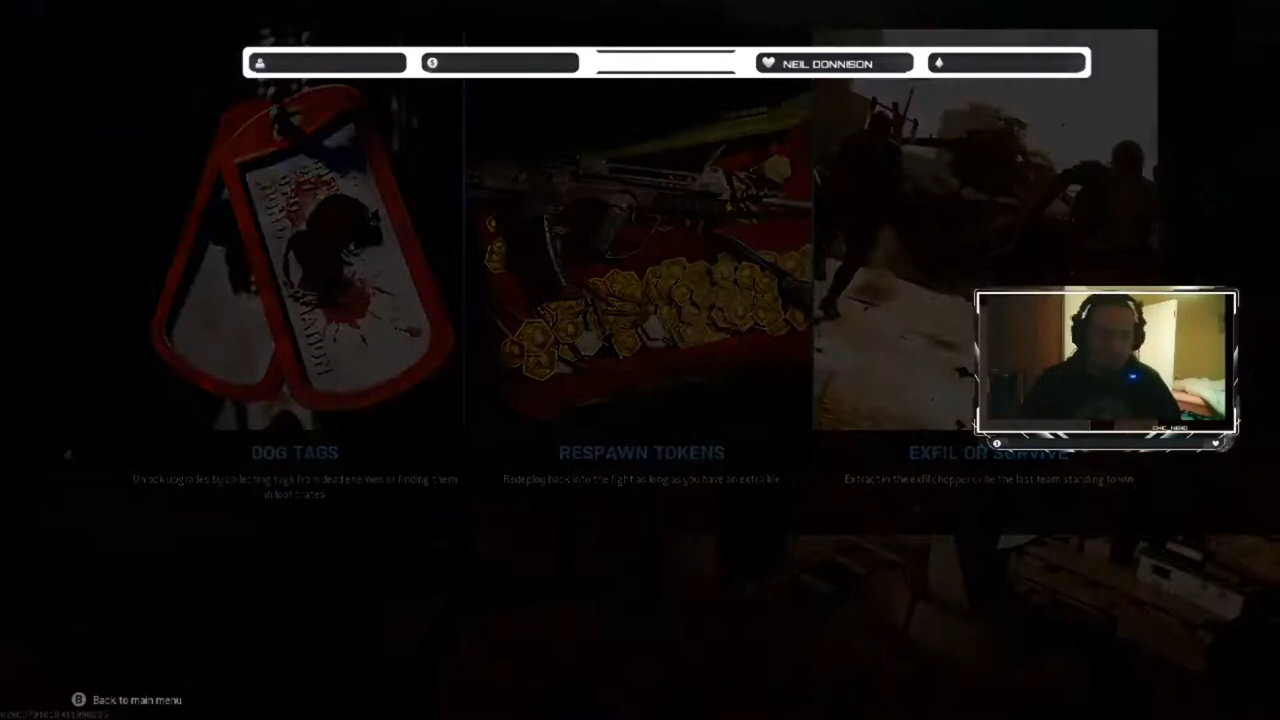 NEIL DONNISON
DOG TAGS
Unlock upgrades by collecting tags from dead enemies or finding them
in loot crates
RESPAWN TOKENS
Redeploy back into the fight as long as you have an extra life
EXFIL OR SURVIVE
Extract in the exfil chopper or be the last team standing to win
B Back to main menu